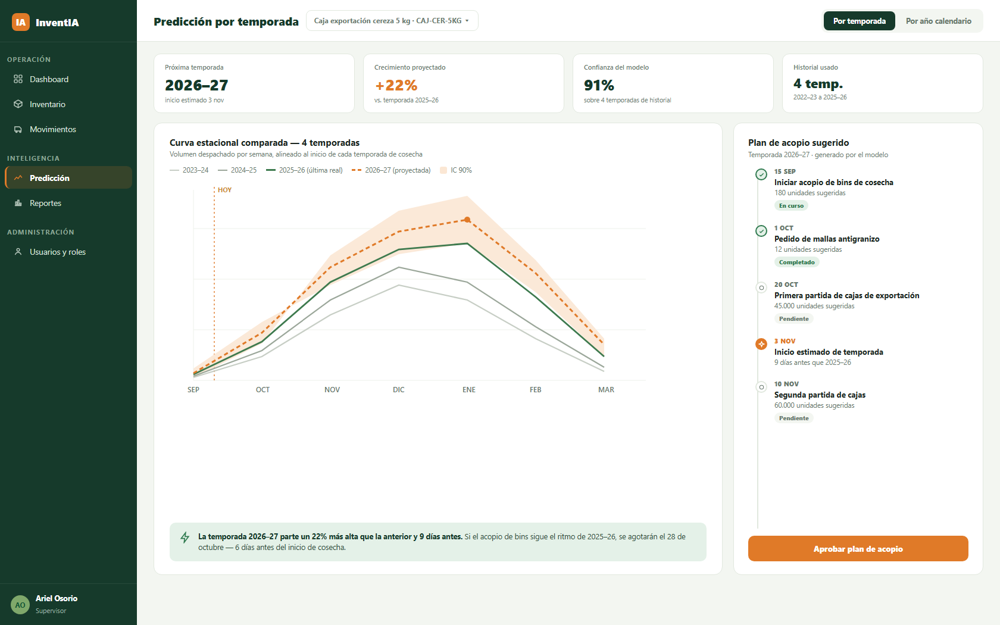 IA InventIA
OPERACIÓN
Dashboard
Inventario
Movimientos
INTELIGENCIA
Predicción
Reportes
ADMINISTRACIÓN
Usuarios y roles
AO
Ariel Osorio
Supervisor
Predicción por temporada
Caja exportación cereza 5 kg · CAJ-CER-5KG
Por temporada
Por año calendario
Próxima temporada
2026–27
inicio estimado 3 nov
Crecimiento proyectado
+22%
vs. temporada 2025–26
Confianza del modelo
91%
sobre 4 temporadas de historial
Historial usado
4 temp.
2022–23 a 2025–26
Curva estacional comparada — 4 temporadas
Volumen despachado por semana, alineado al inicio de cada temporada de cosecha
2023–24
2024–25
2025–26 (última real)
2026–27 (proyectada)
IC 90%
HOY
SEP
OCT
NOV
DIC
ENE
FEB
MAR
La temporada 2026–27 parte un 22% más alta que la anterior y 9 días antes. Si el acopio de bins sigue el ritmo de 2025–26, se agotarán el 28 de
octubre — 6 días antes del inicio de cosecha.
Plan de acopio sugerido
Temporada 2026–27 · generado por el modelo
15 SEP
Iniciar acopio de bins de cosecha
180 unidades sugeridas
En curso
1 OCT
Pedido de mallas antigranizo
12 unidades sugeridas
Completado
20 OCT
Primera partida de cajas de exportación
45.000 unidades sugeridas
Pendiente
3 NOV
Inicio estimado de temporada
9 días antes que 2025–26
10 NOV
Segunda partida de cajas
60.000 unidades sugeridas
Pendiente
Aprobar plan de acopio